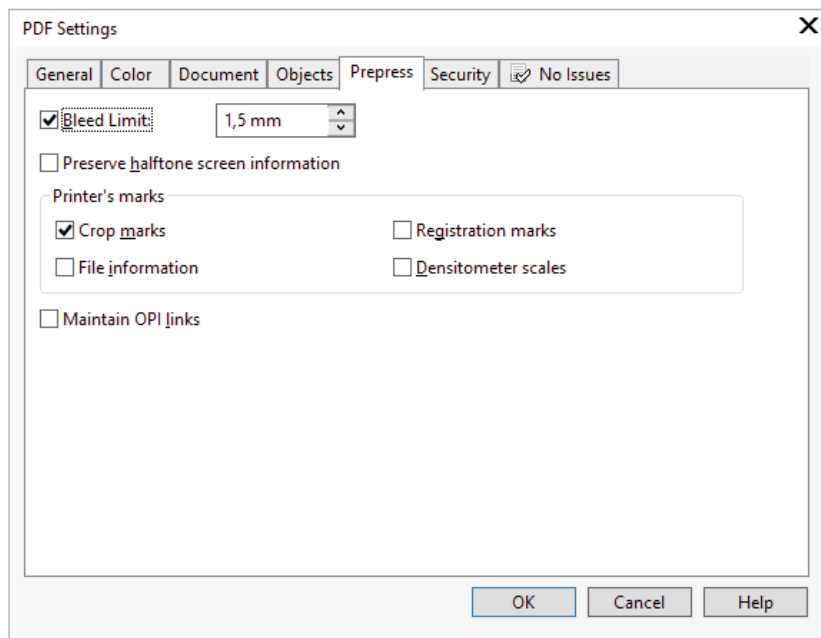 PDF Settings
General Color Document Objects Prepress Security No Issues
Bleed Limit: 1,5 mm
Preserve halftone screen information
Printer's marks
Crop marks Registration marks
File information Densitometer scales
Maintain OPI links
OK Cancel Help